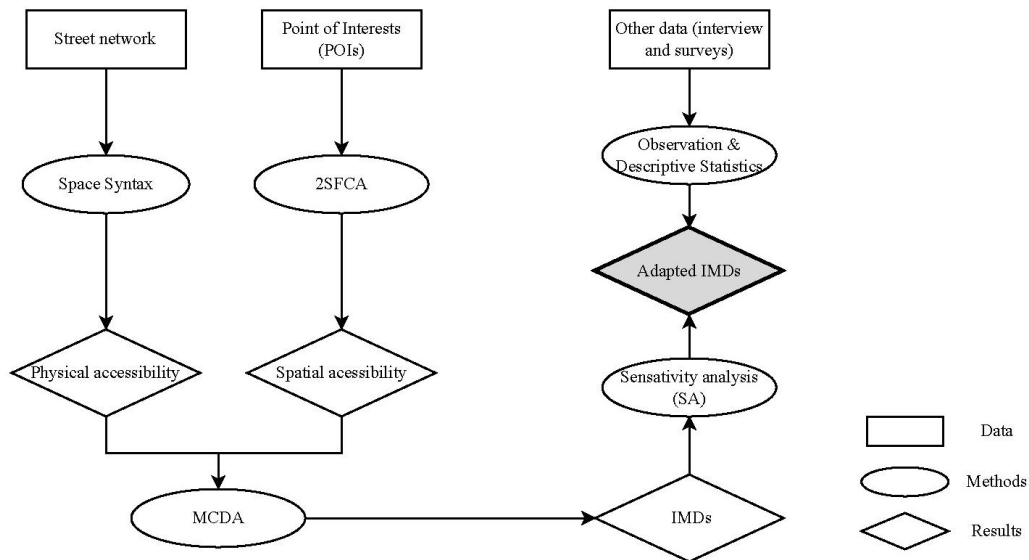 Street network
Point of Interests
(POIs)
Other data (interview
and surveys)
Space Syntax
2SFCA
Observation &
Descriptive Statistics
Adapted IMDs
Physical accessibility
Spatial acessibility
Sensativity analysis
(SA)
MCDA
IMDs
Data
Methods
Results